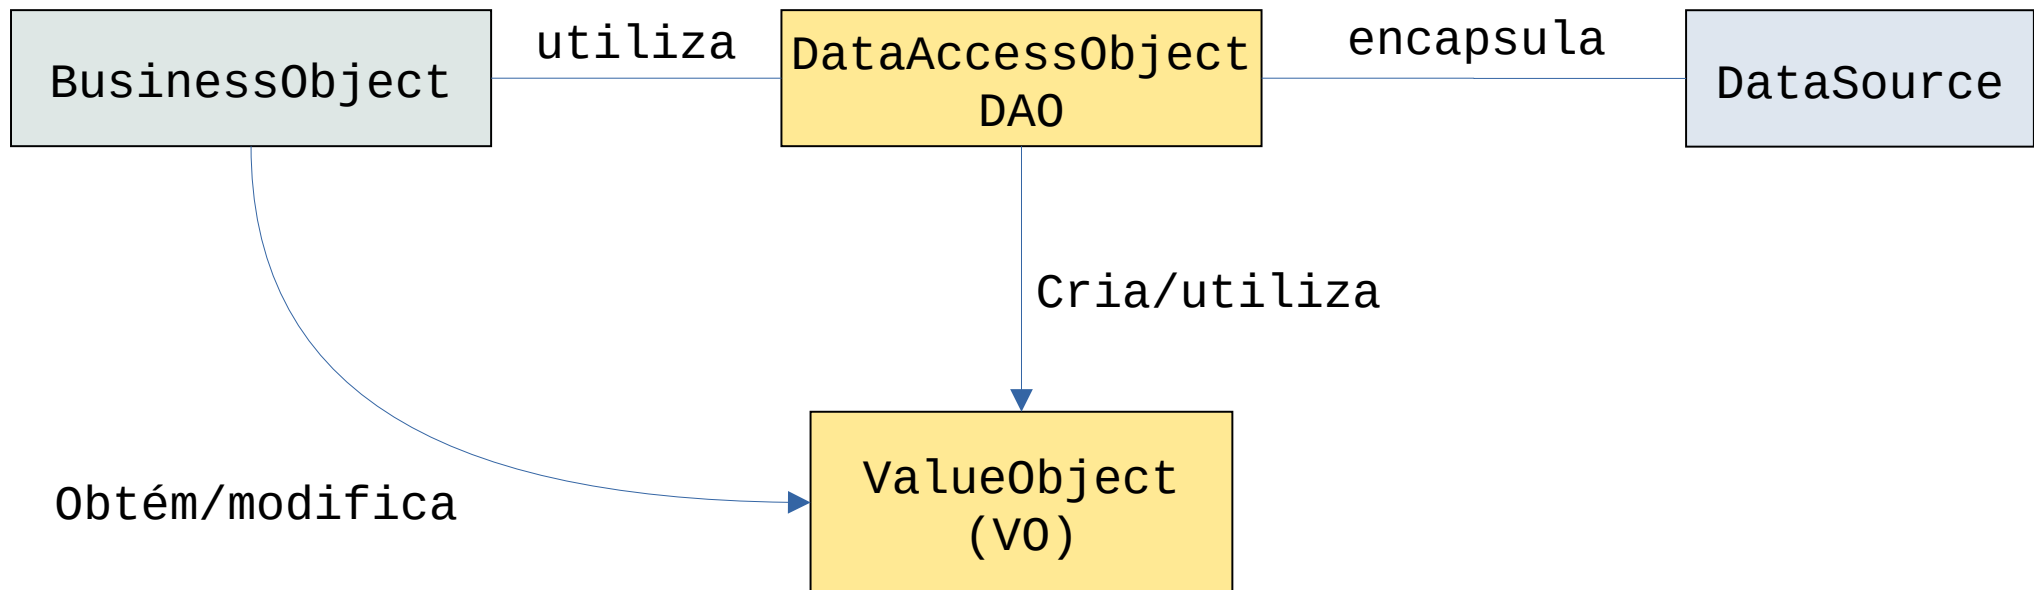 BusinessObject
utiliza
DataAccessObject
DAO
encapsula
DataSource
Cria/utiliza
Obtém/modifica
ValueObject
(VO)